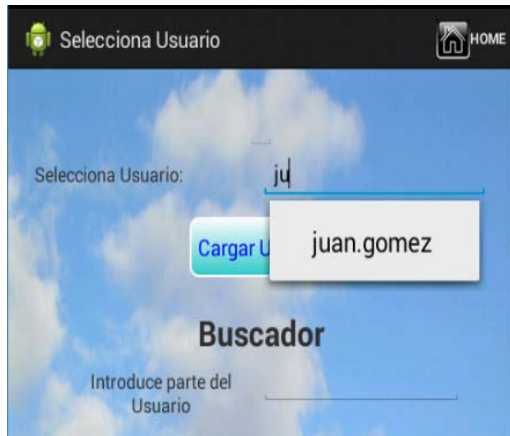 Selecciona Usuario
HOME
Selecciona Usuario:
ju
Cargar U
juan.gomez
Buscador
Introduce parte del
Usuario